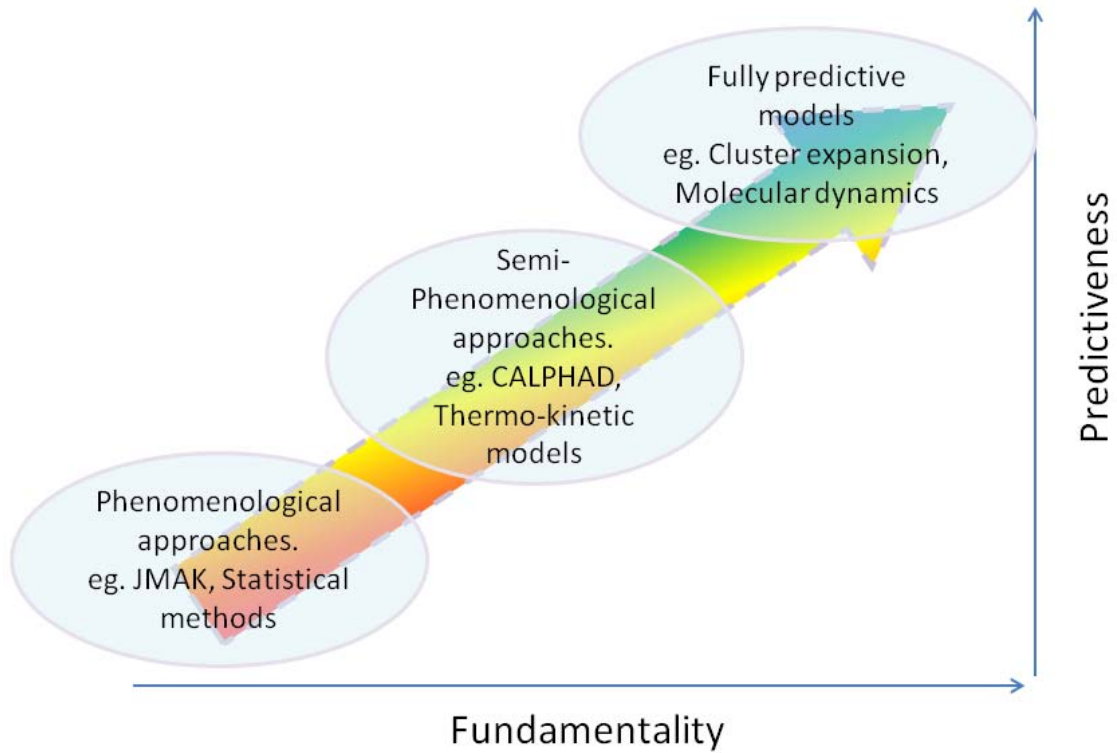 Fully predictive
models
eg. Cluster expansion,
Molecular dynamics
Semi-
Phenomenological
approaches.
eg. CALPHAD,
Thermo-kinetic
models
Phenomenological
approaches.
eg. JMAK, Statistical
methods
Predictiveness
Fundamentality